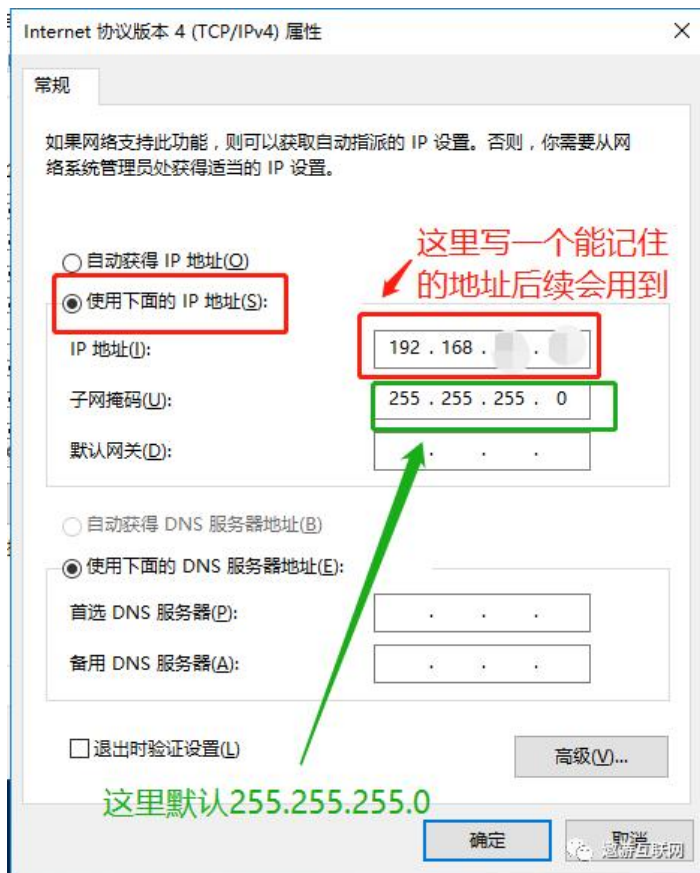 Internet 协议版本 4 (TCP/IPv4) 属性
常规
如果网络支持此功能，则可以获取自动指派的 IP 设置。否则，你需要从网
络系统管理员处获得适当的 IP 设置。
这里写一个能记住
的地址后续会用到
自动获得 IP 地址(O)
使用下面的 IP 地址(S):
IP 地址(I):
192 . 168 . .
子网掩码(U):
255 . 255 . 255 . 0
默认网关(D):
. . .
自动获得 DNS 服务器地址(B)
使用下面的 DNS 服务器地址(E):
首选 DNS 服务器(P):
. . .
备用 DNS 服务器(A):
. . .
退出时验证设置(L)
高级(V)...
这里默认255.255.255.0
确定
取消
遨游互联网